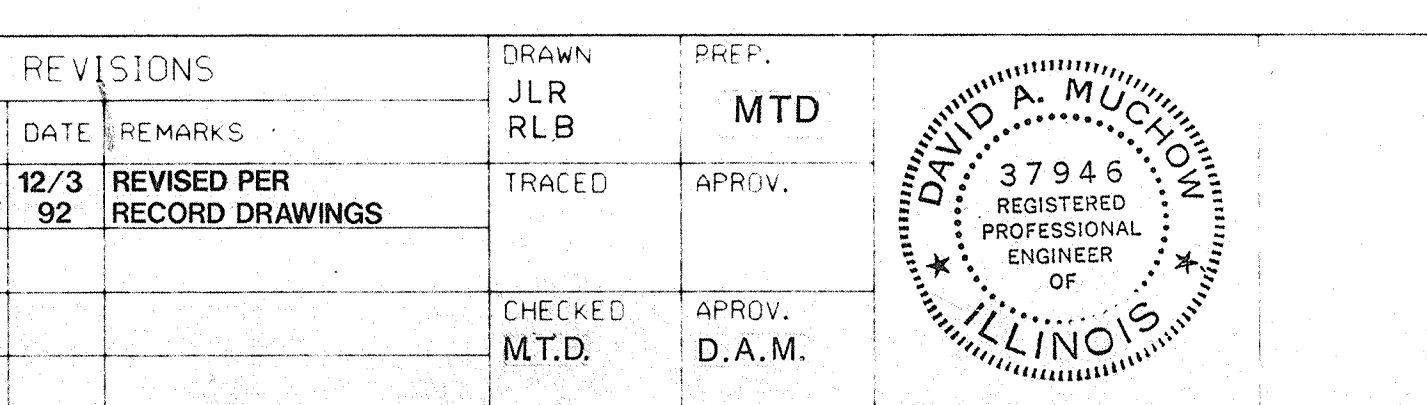 REVISIONS
DATE REMARKS
12/3 REVISED PER
92 RECORD DRAWINGS
DRAWN
JLR
RLB
PREP.
MTD
TRACED
APROV.
CHECKED
M.T.D.
APROV.
D.A.M.
DAVID A. MUCHOW
37946
REGISTERED
PROFESSIONAL
ENGINEER
OF
ILLINOIS